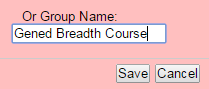 Or Group Name:
Gened Breadth Course
Save Cancel